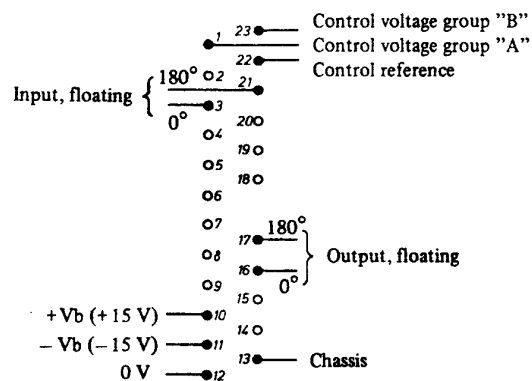 23 Control voltage group "B"
1 Control voltage group "A"
22 Control reference
180° 2
Input, floating 21
0° 3
20
4
19
5
18
6
7 17 180°
Output, floating
8 16 0°
9 15
+Vb (+15 V) 10
14
−Vb (−15 V) 11
13 Chassis
0 V 12